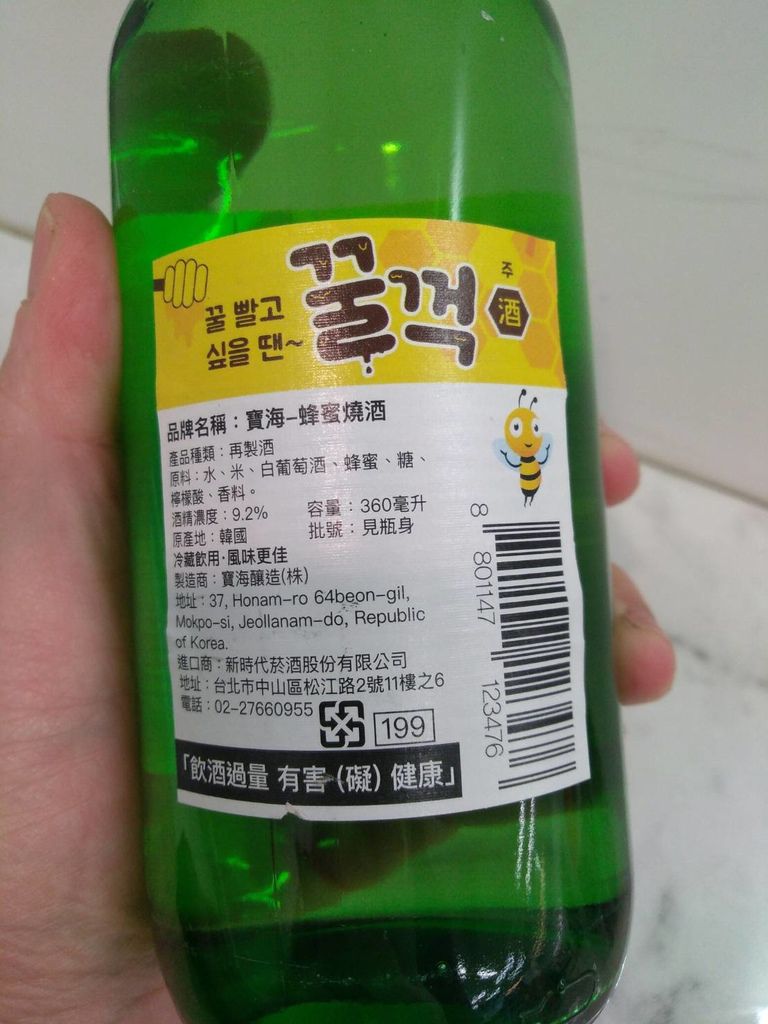 꿀 빨고
싶을 땐~
꿀꺽
주
酒
品牌名稱：寶海-蜂蜜燒酒
產品種類：再製酒
原料：水、米、白葡萄酒、蜂蜜、糖、
檸檬酸、香料。
酒精濃度：9.2% 容量：360毫升
原產地：韓國 批號：見瓶身
冷藏飲用·風味更佳
製造商：寶海釀造(株)
地址：37, Honam-ro 64beon-gil,
Mokpo-si, Jeollanam-do, Republic
of Korea.
進口商：新時代菸酒股份有限公司
地址：台北市中山區松江路2號11樓之6
電話：02-27660955
199
「飲酒過量 有害 (礙) 健康」
8 801147 123476